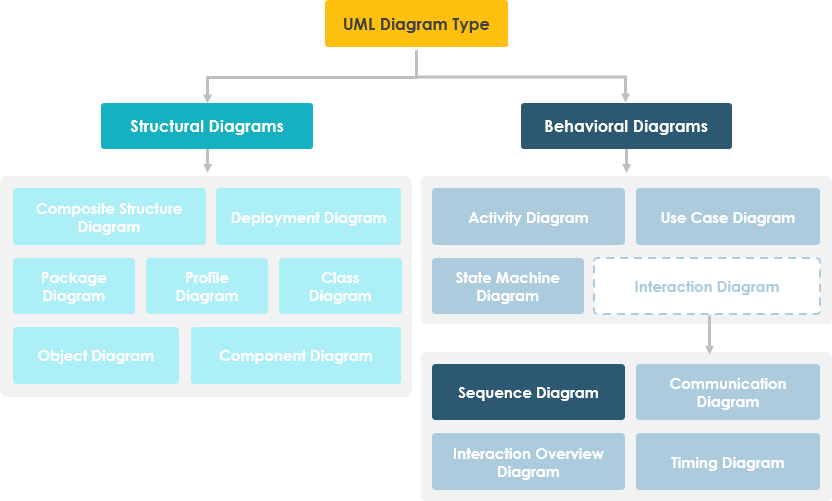 UML Diagram Type
Structural Diagrams
Behavioral Diagrams
Composite Structure
Diagram
Deployment Diagram
Package
Diagram
Profile
Diagram
Class
Diagram
Object Diagram
Component Diagram
Activity Diagram
Use Case Diagram
State Machine
Diagram
Interaction Diagram
Sequence Diagram
Communication
Diagram
Interaction Overview
Diagram
Timing Diagram